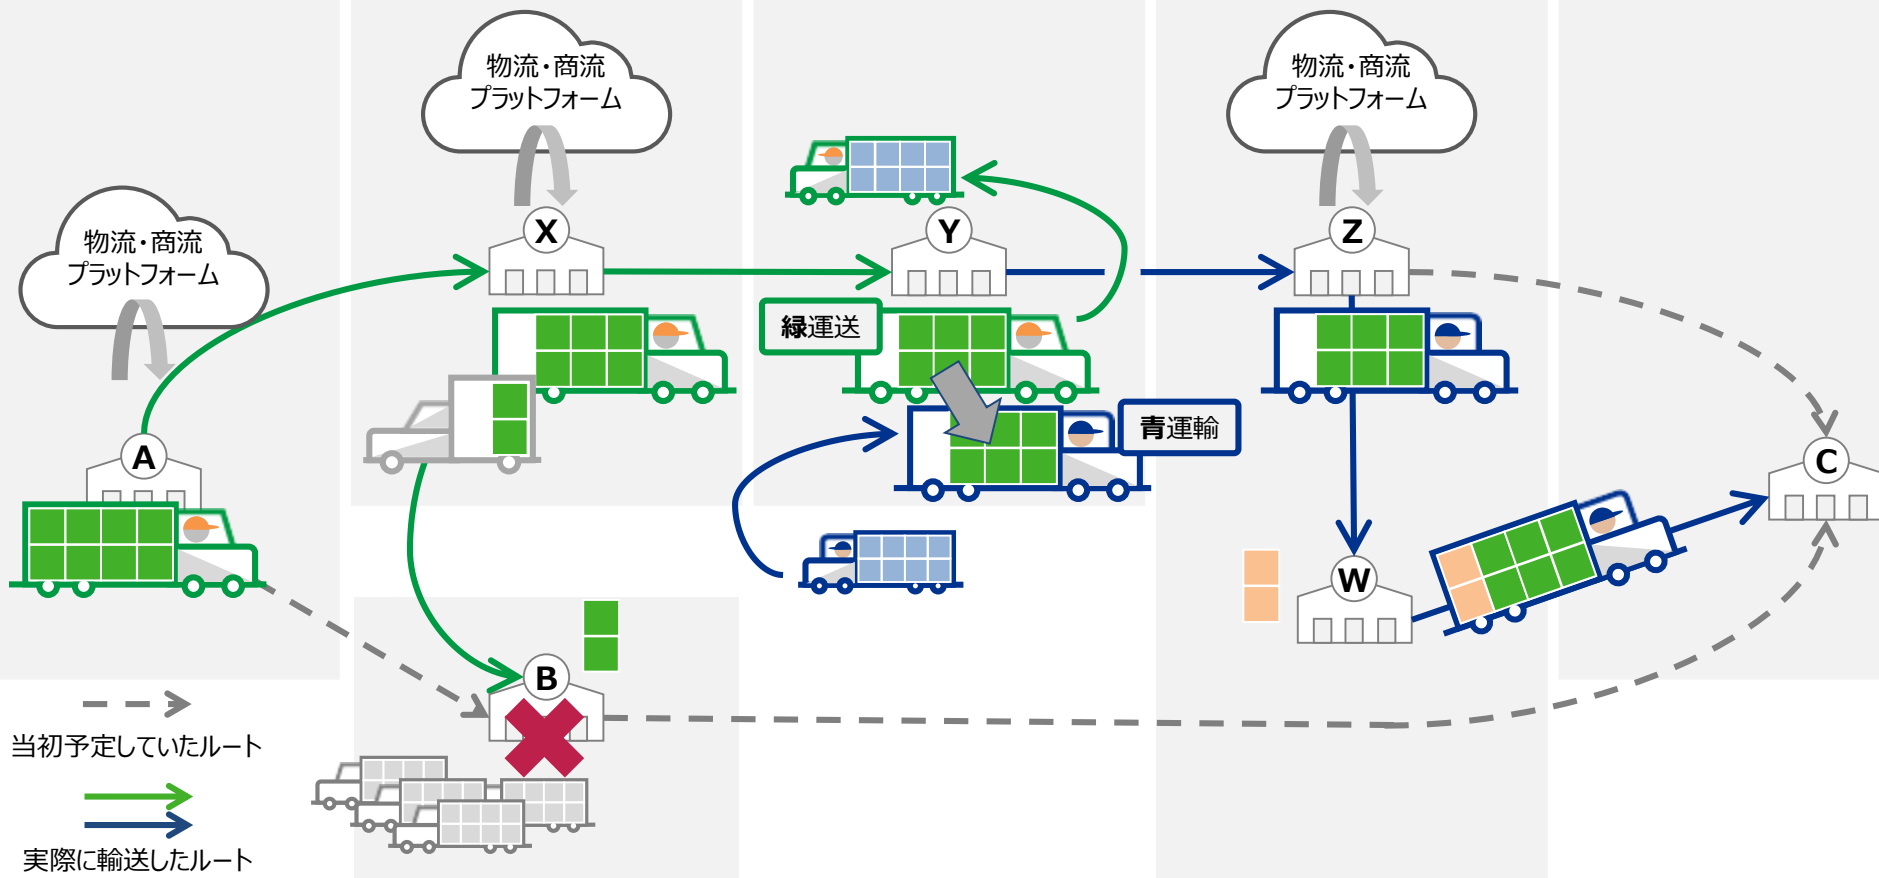 物流・商流
プラットフォーム
A
物流・商流
プラットフォーム
X
Y
緑運送
青運輸
物流・商流
プラットフォーム
Z
W
C
B
当初予定していたルート
実際に輸送したルート